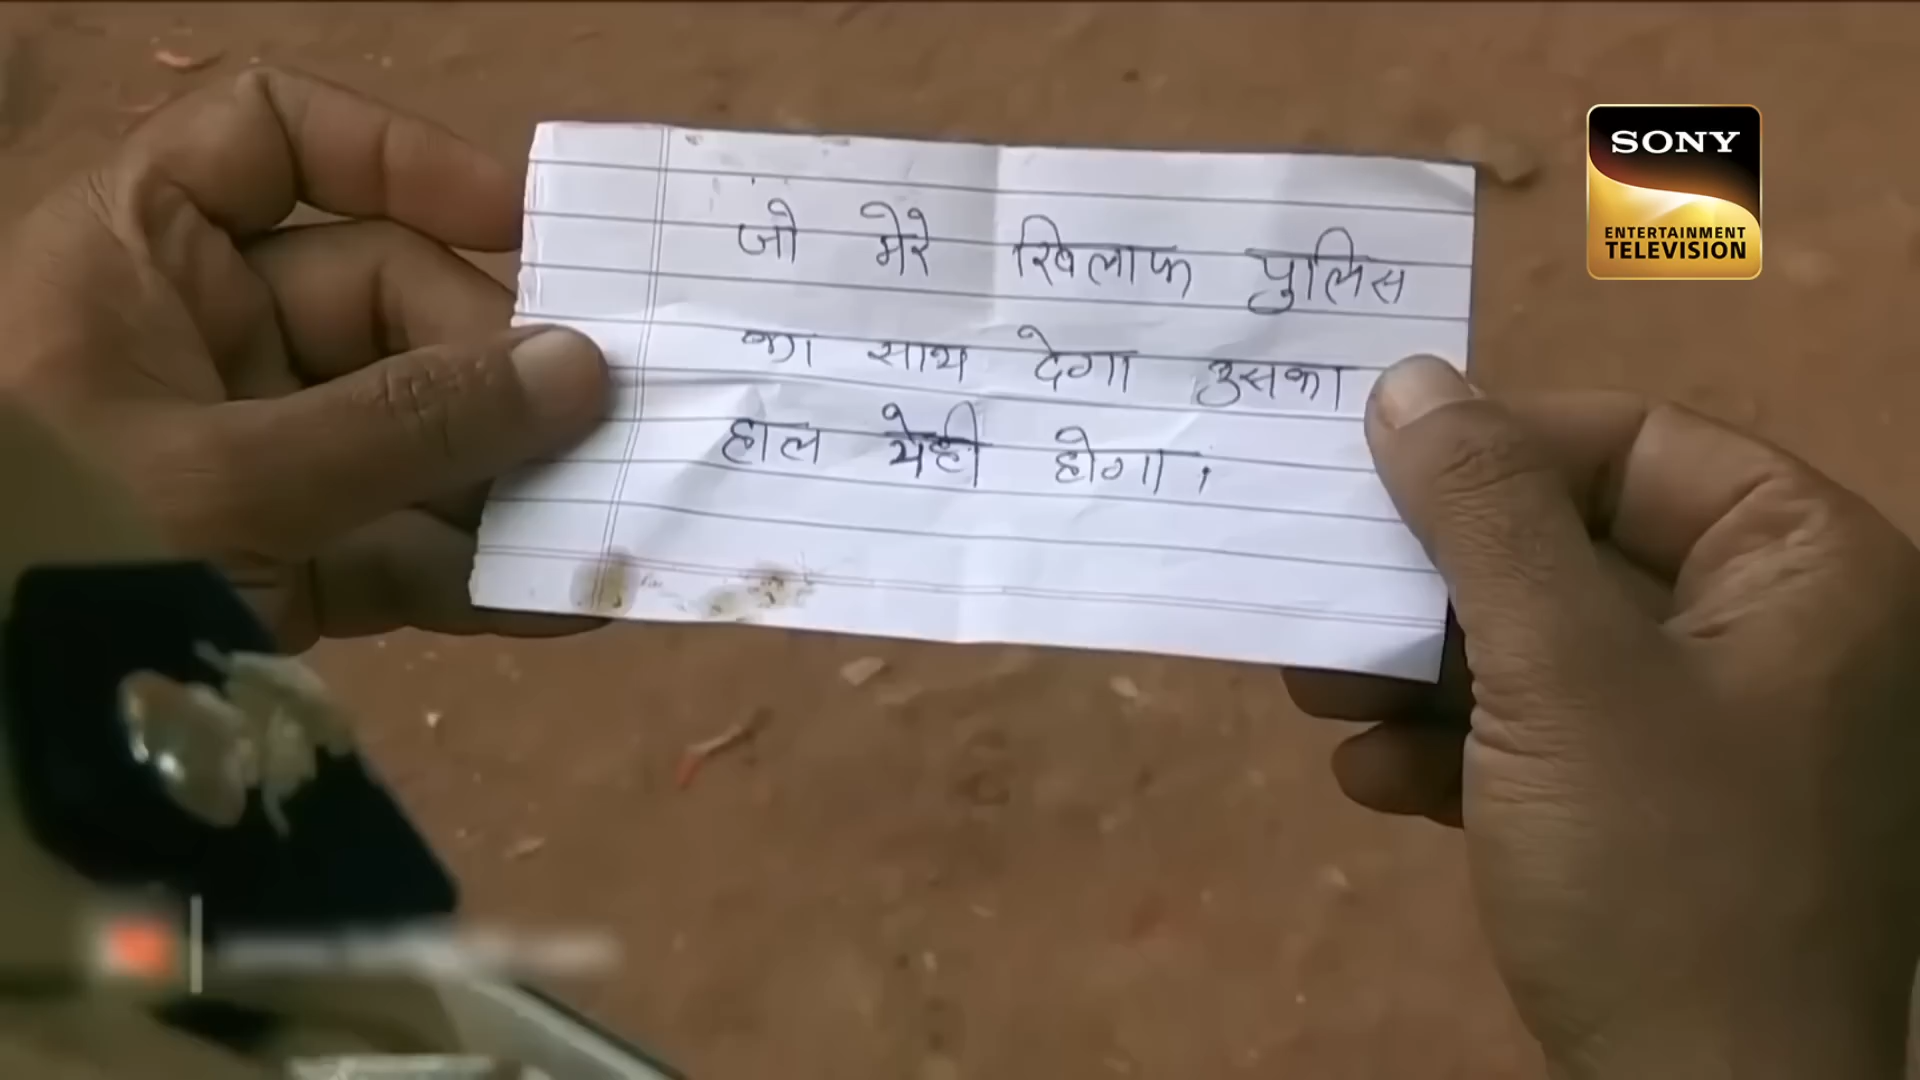 जो मेरे खिलाफ पुलिस
का साथ देगा उसका
हाल येही होगा।
SONY
ENTERTAINMENT
TELEVISION